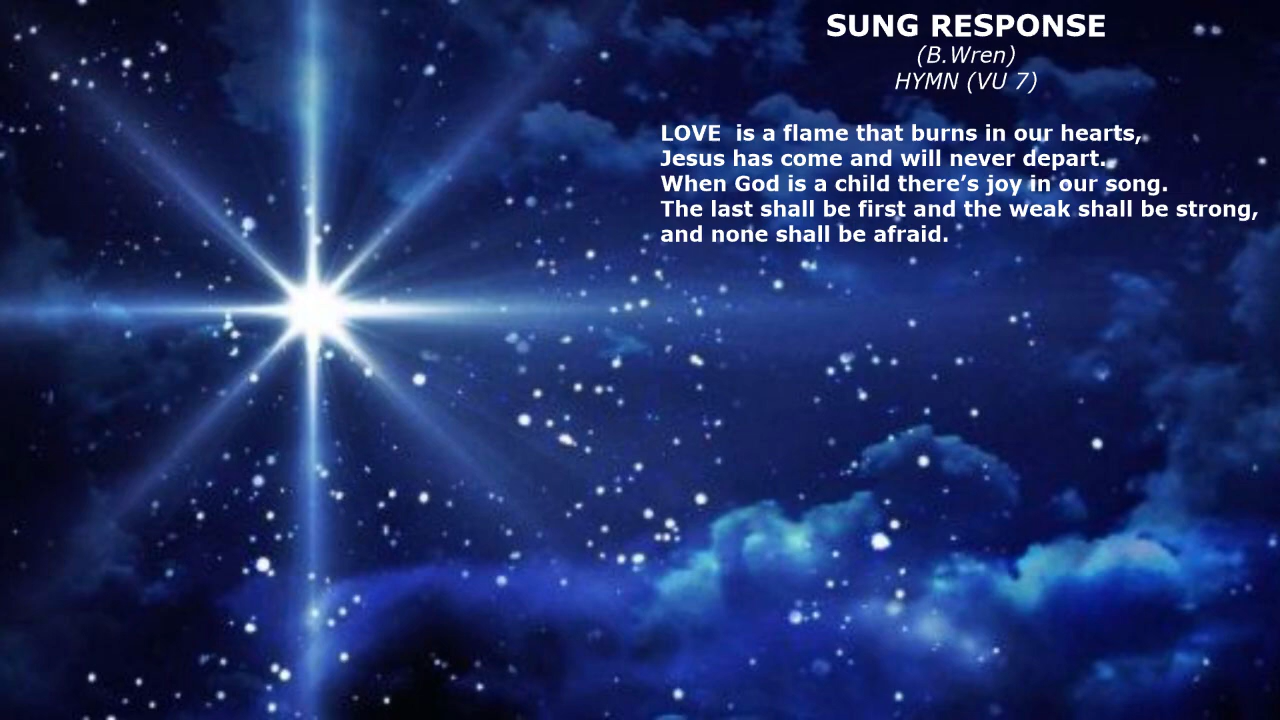 SUNG RESPONSE
(B.Wren)
HYMN (VU 7)
LOVE  is a flame that burns in our hearts,
Jesus has come and will never depart.
When God is a child there’s joy in our song.
The last shall be first and the weak shall be strong,
and none shall be afraid.